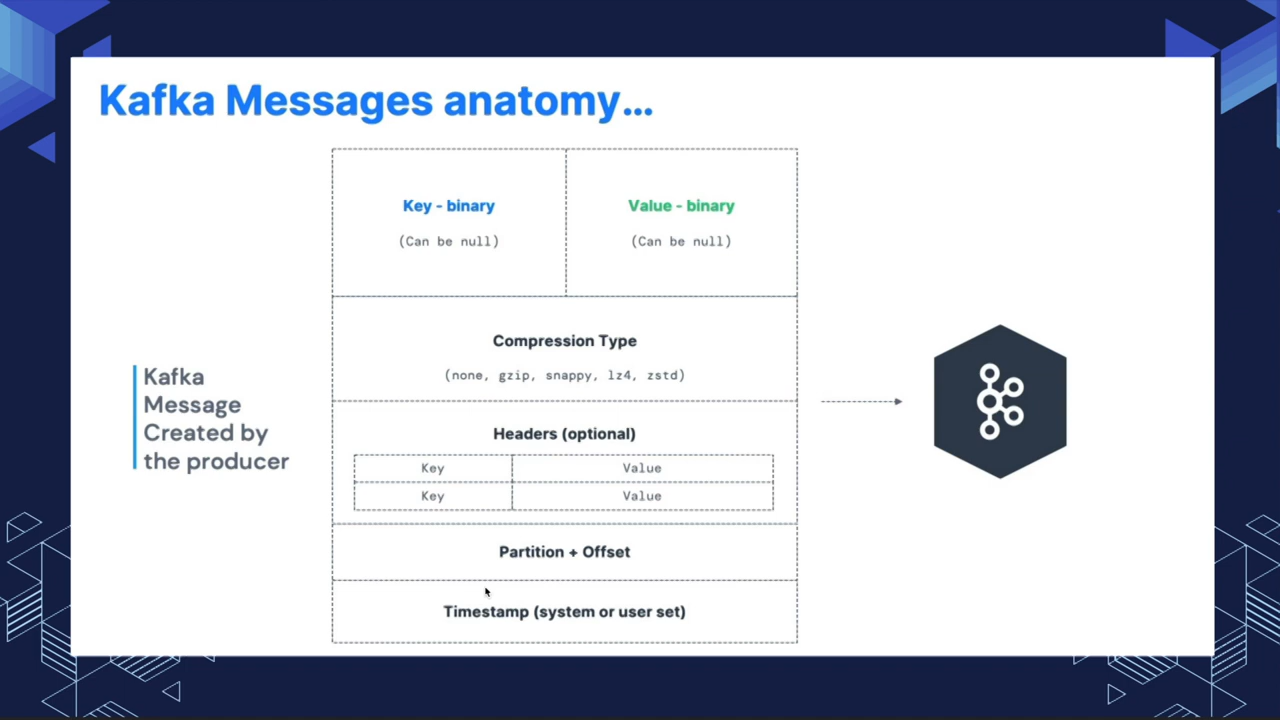 Kafka Messages anatomy...
Key - binary
(Can be null)
Value - binary
(Can be null)
Compression Type
(none, gzip, snappy, lz4, zstd)
Kafka
Message
Created by
the producer
Headers (optional)
Key
Value
Key
Value
Partition + Offset
Timestamp (system or user set)